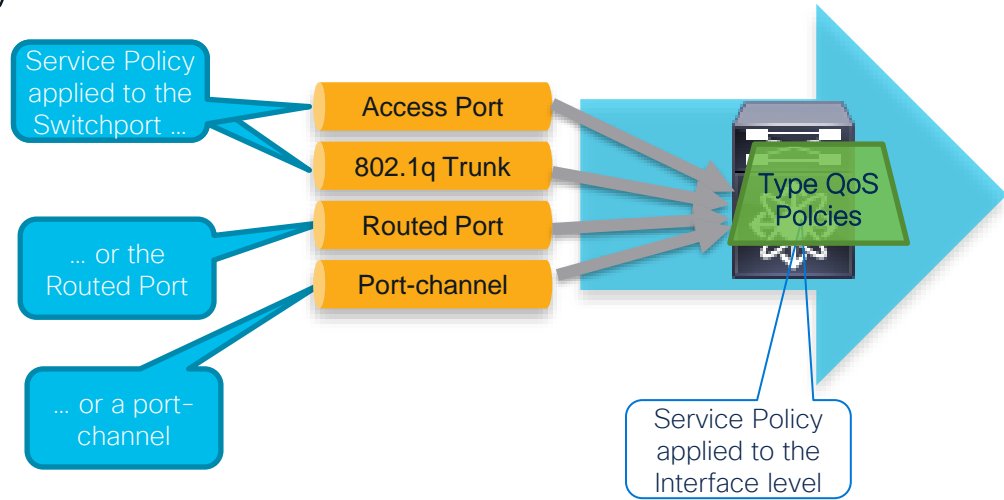 Service Policy
applied to the
Switchport ...
... or the
Routed Port
... or a port-
channel
Access Port
802.1q Trunk
Routed Port
Port-channel
Type QoS
Polcies
Service Policy
applied to the
Interface level